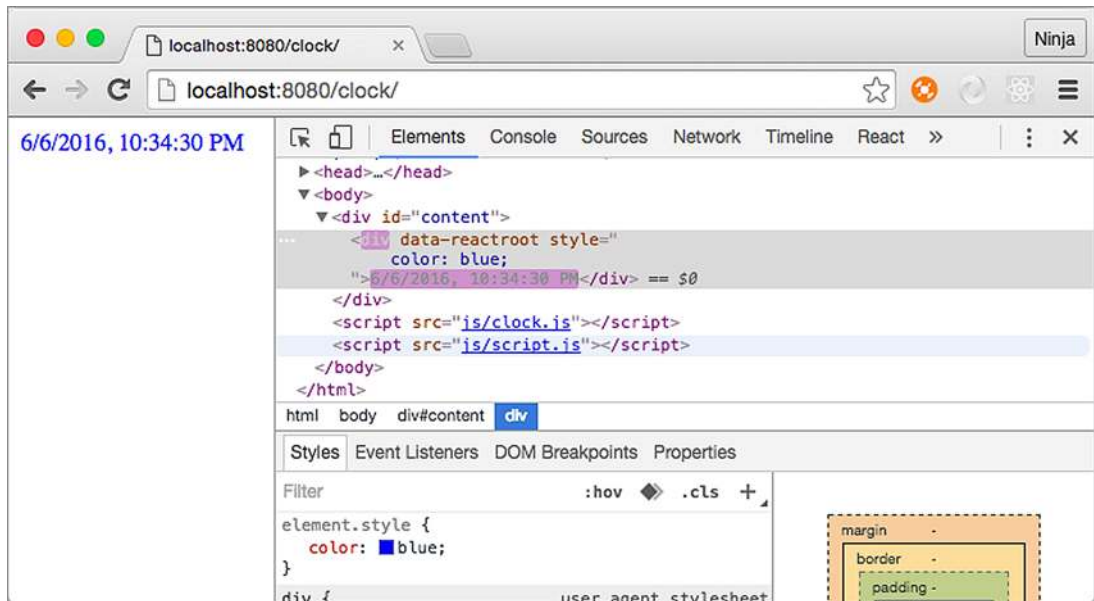 localhost:8080/clock/ ×
Ninja
localhost:8080/clock/
6/6/2016, 10:34:30 PM
Elements Console Sources Network Timeline React »
▶<head>…</head>
▼<body>
▼<div id="content">
<div data-reactroot style="
color: blue;
">6/6/2016, 10:34:30 PM</div> == $0
</div>
<script src="js/clock.js"></script>
<script src="js/script.js"></script>
</body>
</html>
html body div#content div
Styles Event Listeners DOM Breakpoints Properties
Filter :hov .cls +
element.style {
color: blue;
}
div { user agent stylesheet
margin -
border -
padding -